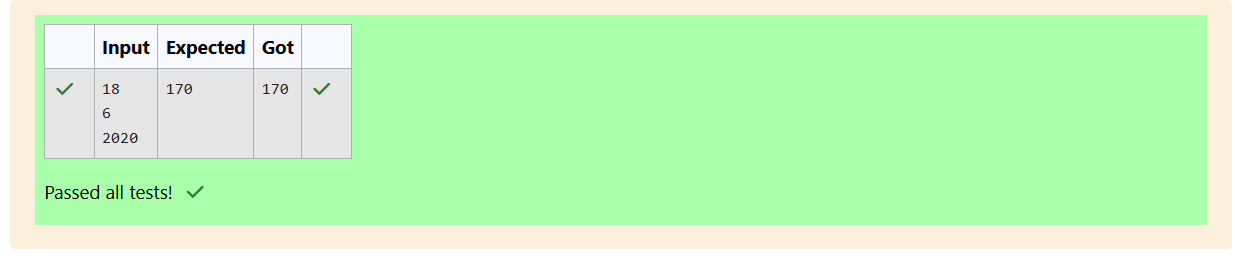 Input Expected Got
18 170 170
6
2020
Passed all tests!